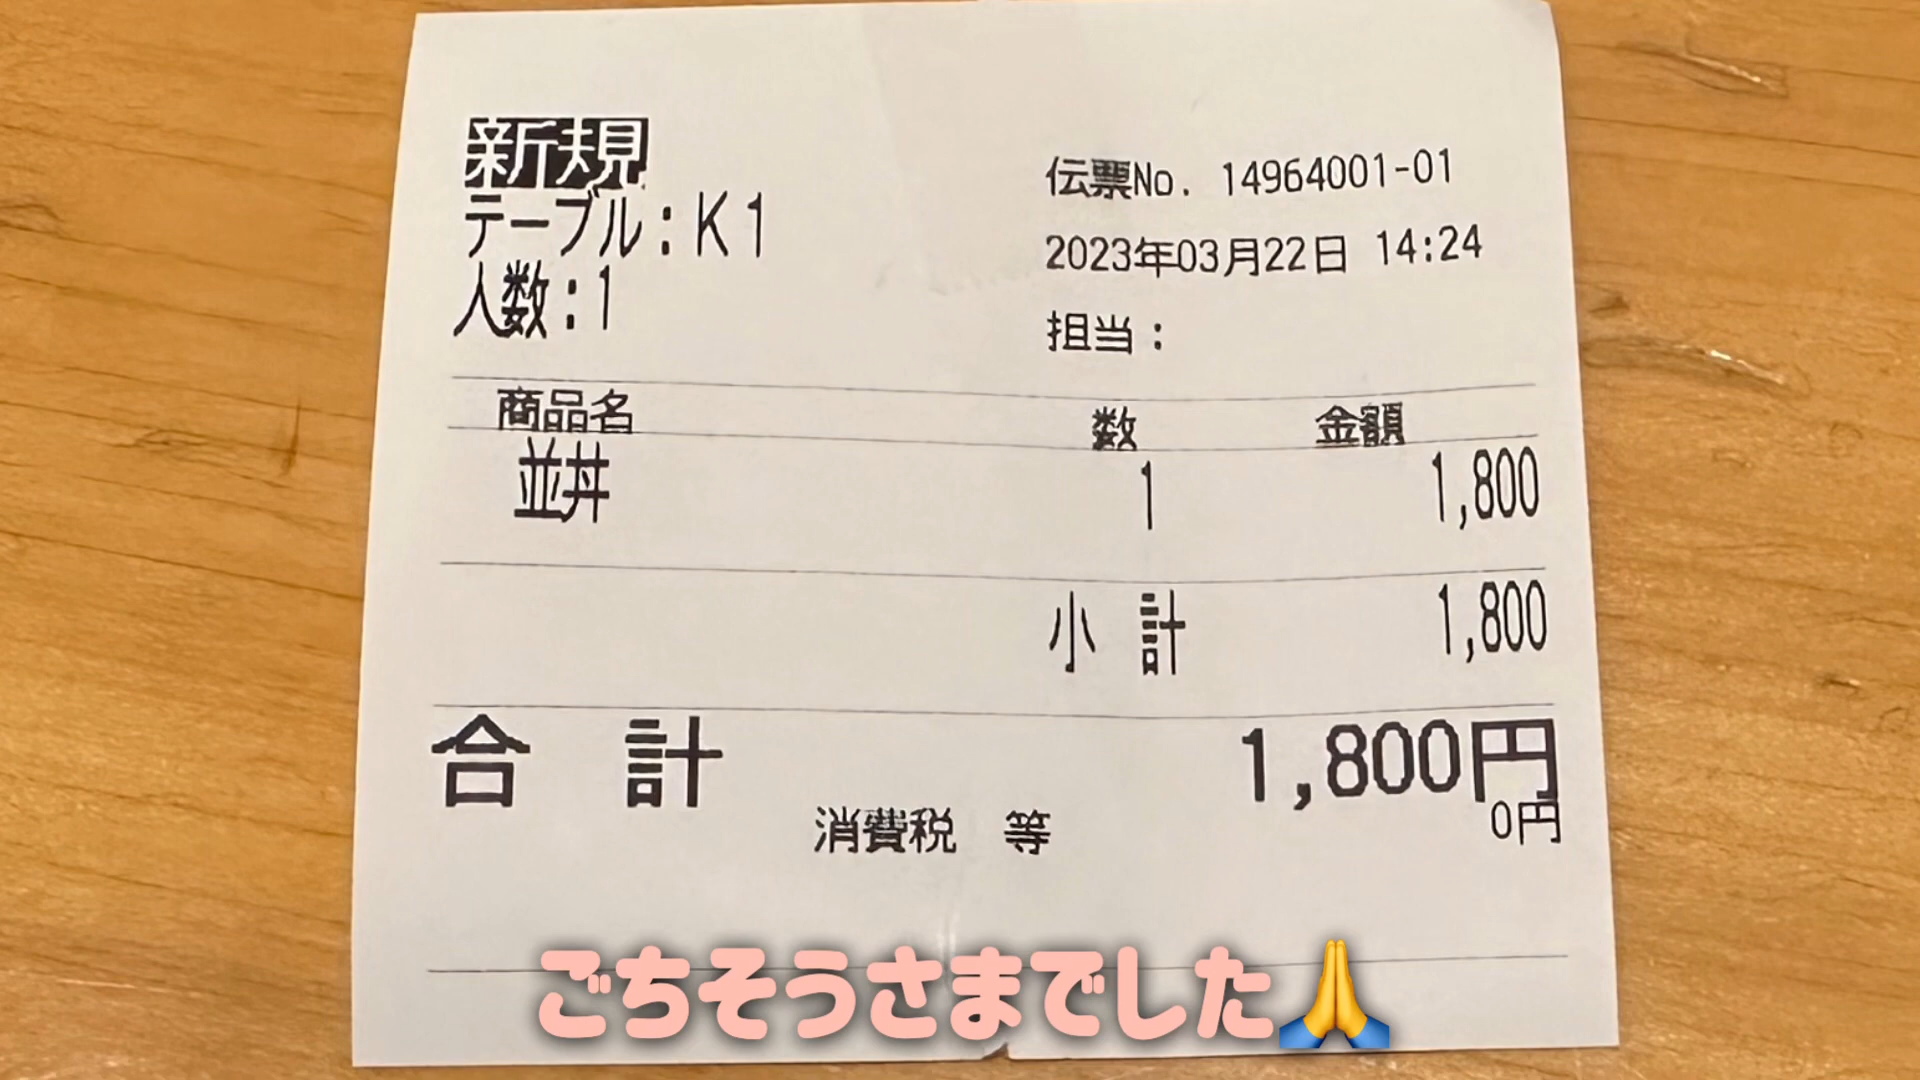 新規
テーブル：K1
人数：1
伝票No. 14964001-01
2023年03月22日 14:24
担当：
商品名 数 金額
並丼 1 1,800
小 計 1,800
合 計 1,800円
消費税 等 0円
ごちそうさまでした🙏